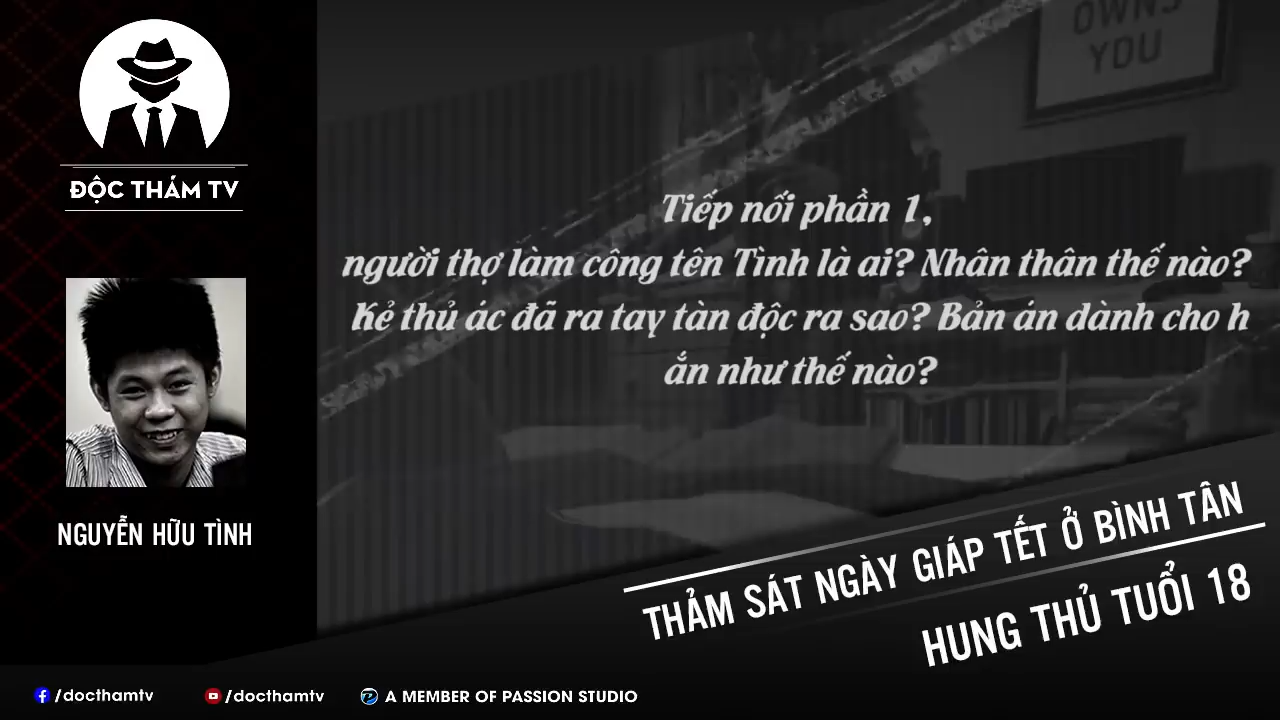 ĐỘC THÁM TV
NGUYỄN HỮU TÌNH
OWNS
YOU
Tiếp nối phần 1,
người thợ làm công tên Tình là ai? Nhân thân thế nào?
Kẻ thủ ác đã ra tay tàn độc ra sao? Bản án dành cho h
ắn như thế nào?
THẢM SÁT NGÀY GIÁP TẾT Ở BÌNH TÂN
HUNG THỦ TUỔI 18
/docthamtv
/docthamtv
A MEMBER OF PASSION STUDIO